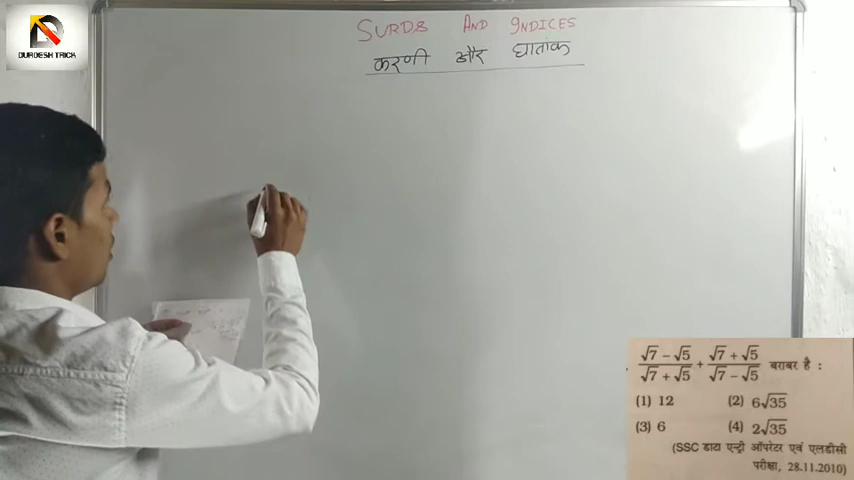 DURGESH TRICK
SURDS AND INDICES
करणी और घातांक
√7 − √5 / √7 + √5 + √7 + √5 / √7 − √5 बराबर है :
(1) 12 (2) 6√35
(3) 6 (4) 2√35
(SSC डाटा एन्ट्री ऑपरेटर एवं एलडीसी
परीक्षा, 28.11.2010)